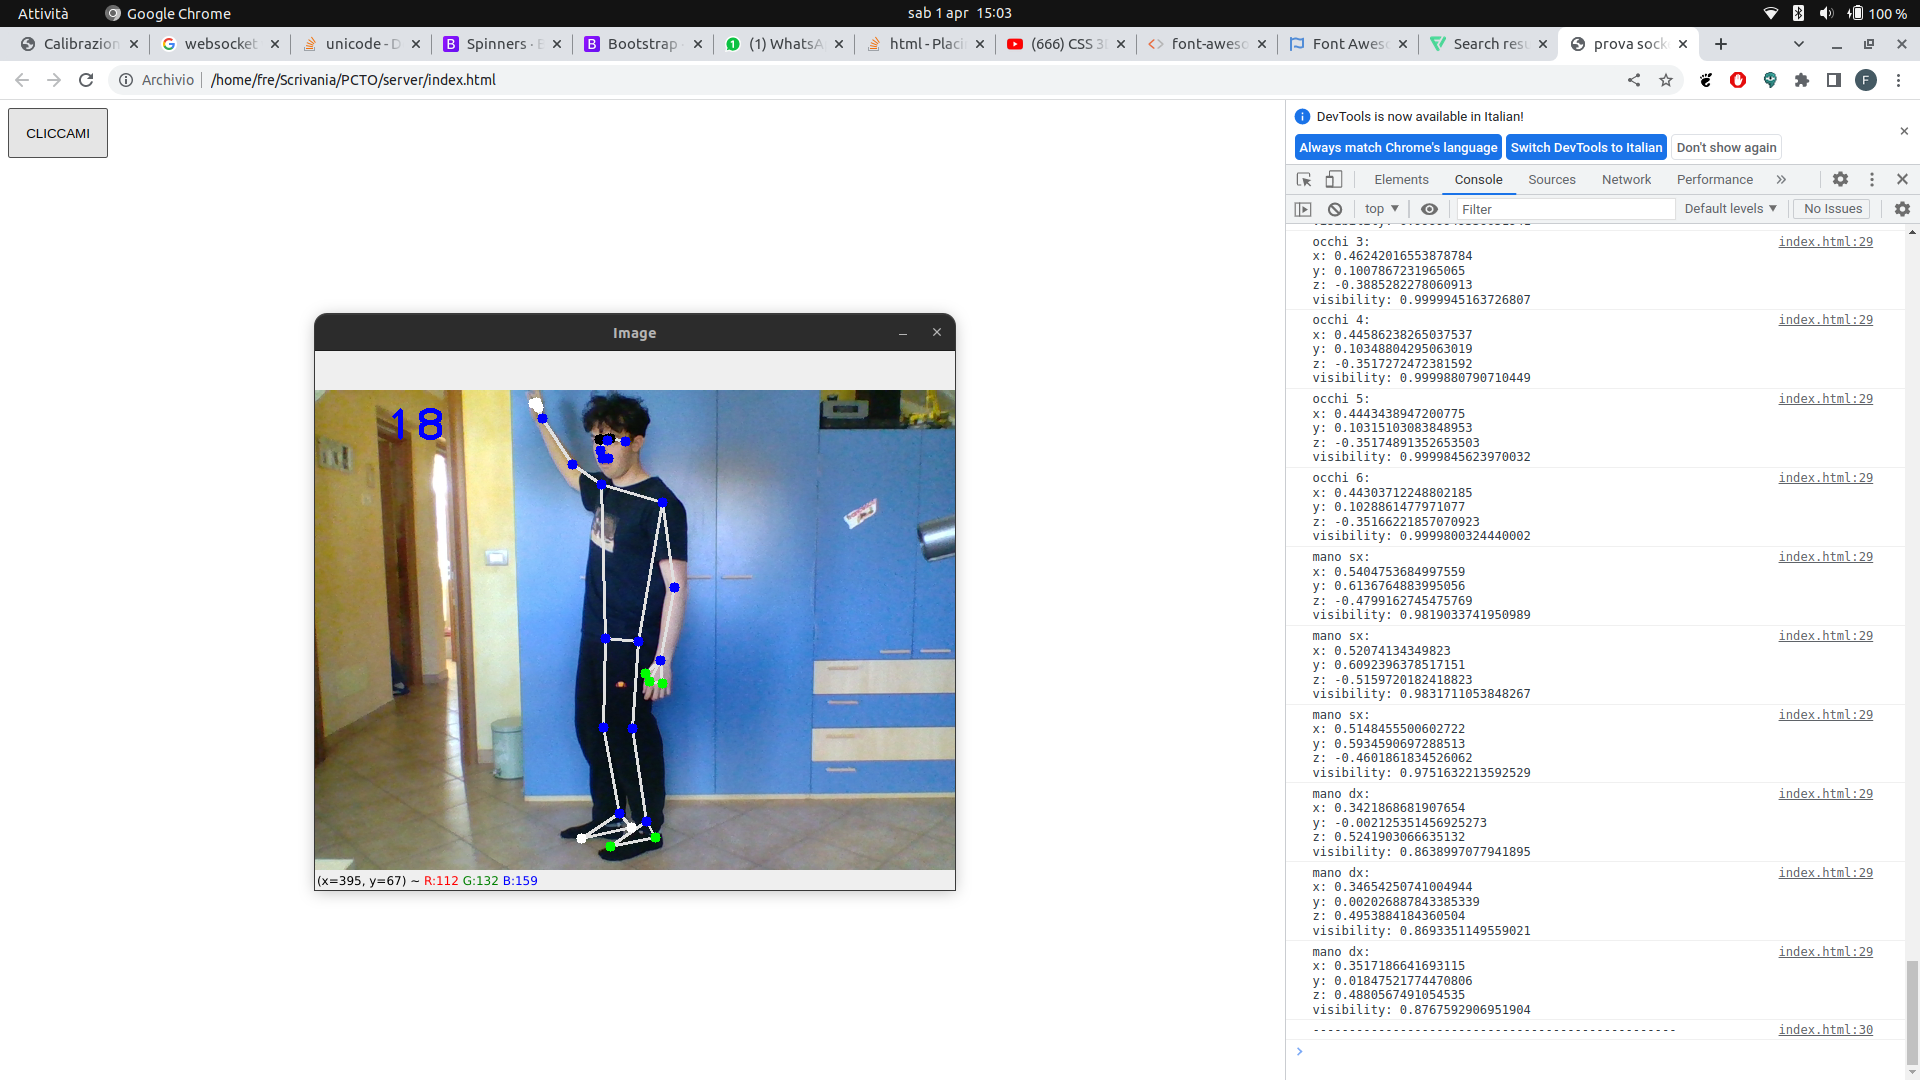 Attività
Google Chrome
sab 1 apr 15:03
100 %
Calibrazion
websocket
unicode - D
Spinners · B
Bootstrap ·
(1) WhatsA
html - Placi
(666) CSS 3
font-aweso
Font Awes
Search resu
prova sock
Archivio
/home/fre/Scrivania/PCTO/server/index.html
F
CLICCAMI
DevTools is now available in Italian!
Always match Chrome's language
Switch DevTools to Italian
Don't show again
Elements
Console
Sources
Network
Performance
top
Filter
Default levels
No Issues
occhi 3:
index.html:29
x: 0.46242016553878784
y: 0.1007867231965065
z: -0.3885282278060913
visibility: 0.9999945163726807
occhi 4:
index.html:29
x: 0.44586238265037537
y: 0.10348804295063019
z: -0.3517272472381592
visibility: 0.9999880790710449
occhi 5:
index.html:29
x: 0.4443438947200775
y: 0.10315103083848953
z: -0.35174891352653503
visibility: 0.9999845623970032
occhi 6:
index.html:29
x: 0.44303712248802185
y: 0.1028861477971077
z: -0.35166221857070923
visibility: 0.9999800324440002
mano sx:
index.html:29
x: 0.5404753684997559
y: 0.6136764883995056
z: -0.4799162745475769
visibility: 0.9819033741950989
mano sx:
index.html:29
x: 0.52074134349823
y: 0.6092396378517151
z: -0.5159720182418823
visibility: 0.9831711053848267
mano sx:
index.html:29
x: 0.5148455500602722
y: 0.5934590697288513
z: -0.4601861834526062
visibility: 0.9751632213592529
mano dx:
index.html:29
x: 0.3421868681907654
y: -0.002125351456925273
z: 0.5241903066635132
visibility: 0.8638997077941895
mano dx:
index.html:29
x: 0.34654250741004944
y: 0.002026887843385339
z: 0.4953884184360504
visibility: 0.8693351149559021
mano dx:
index.html:29
x: 0.3517186641693115
y: 0.01847521774470806
z: 0.4880567491054535
visibility: 0.8767592906951904
--------------------------------------------------
index.html:30
Image
18
(x=395, y=67) ~ R:112 G:132 B:159